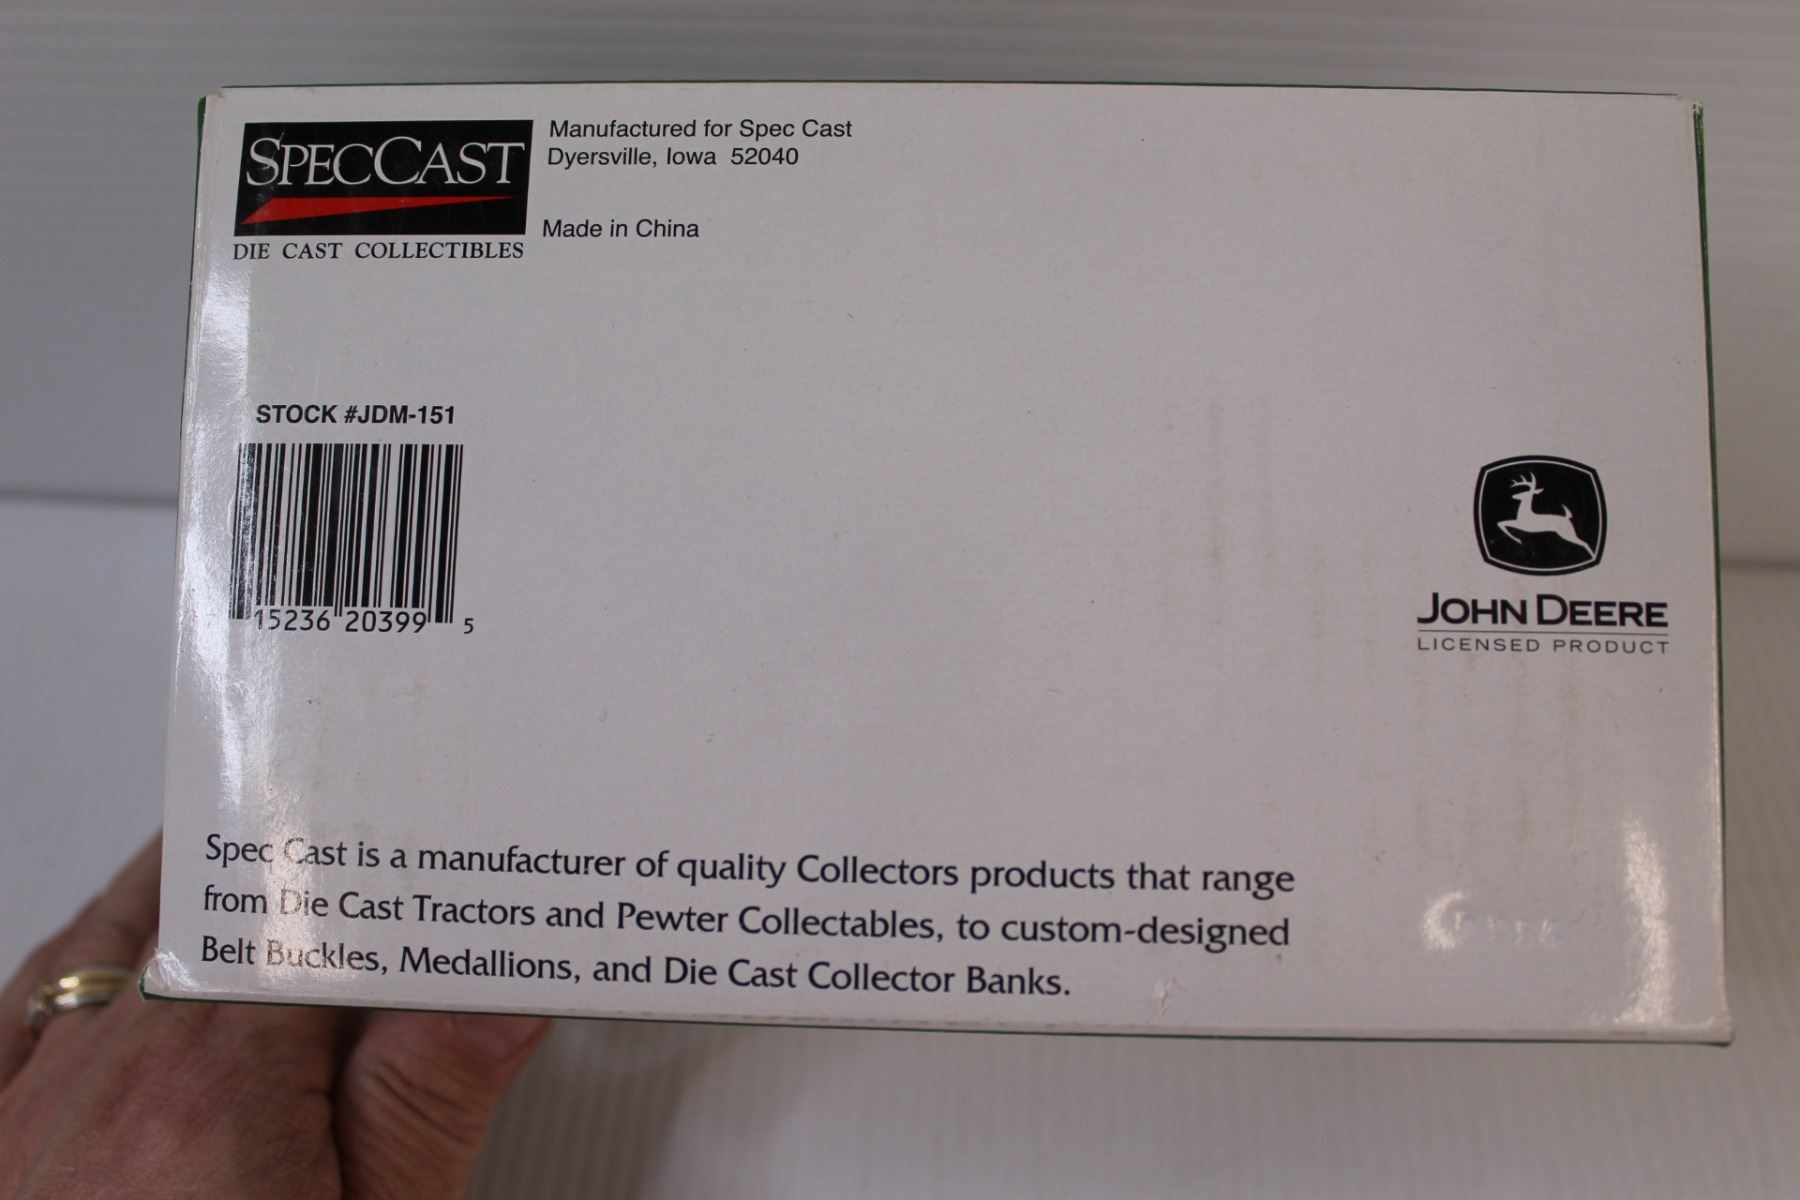 SPECCAST
DIE CAST COLLECTIBLES
Manufactured for Spec Cast
Dyersville, Iowa 52040
Made in China
STOCK #JDM-151
15236 20399 5
JOHN DEERE
LICENSED PRODUCT
Spec Cast is a manufacturer of quality Collectors products that range
from Die Cast Tractors and Pewter Collectables, to custom-designed
Belt Buckles, Medallions, and Die Cast Collector Banks.